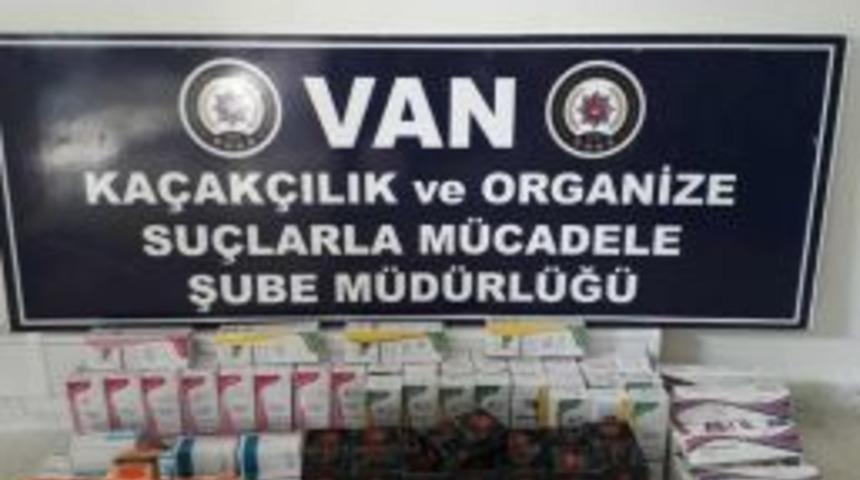 VAN
KAÇAKÇILIK ve ORGANİZE
SUÇLARLA MÜCADELE
ŞUBE MÜDÜRLÜĞÜ